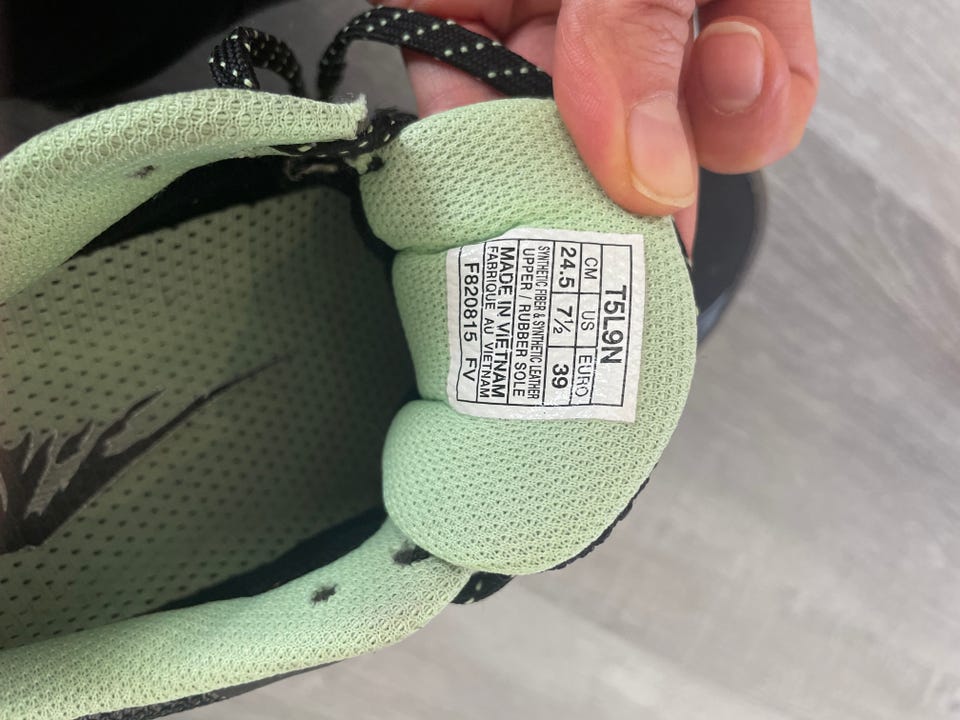 T5L9N
CM US EURO
24.5 7½ 39
SYNTHETIC FIBER & SYNTHETIC LEATHER
UPPER / RUBBER SOLE
MADE IN VIETNAM
FABRIQUE AU VIETNAM
F820815 FV